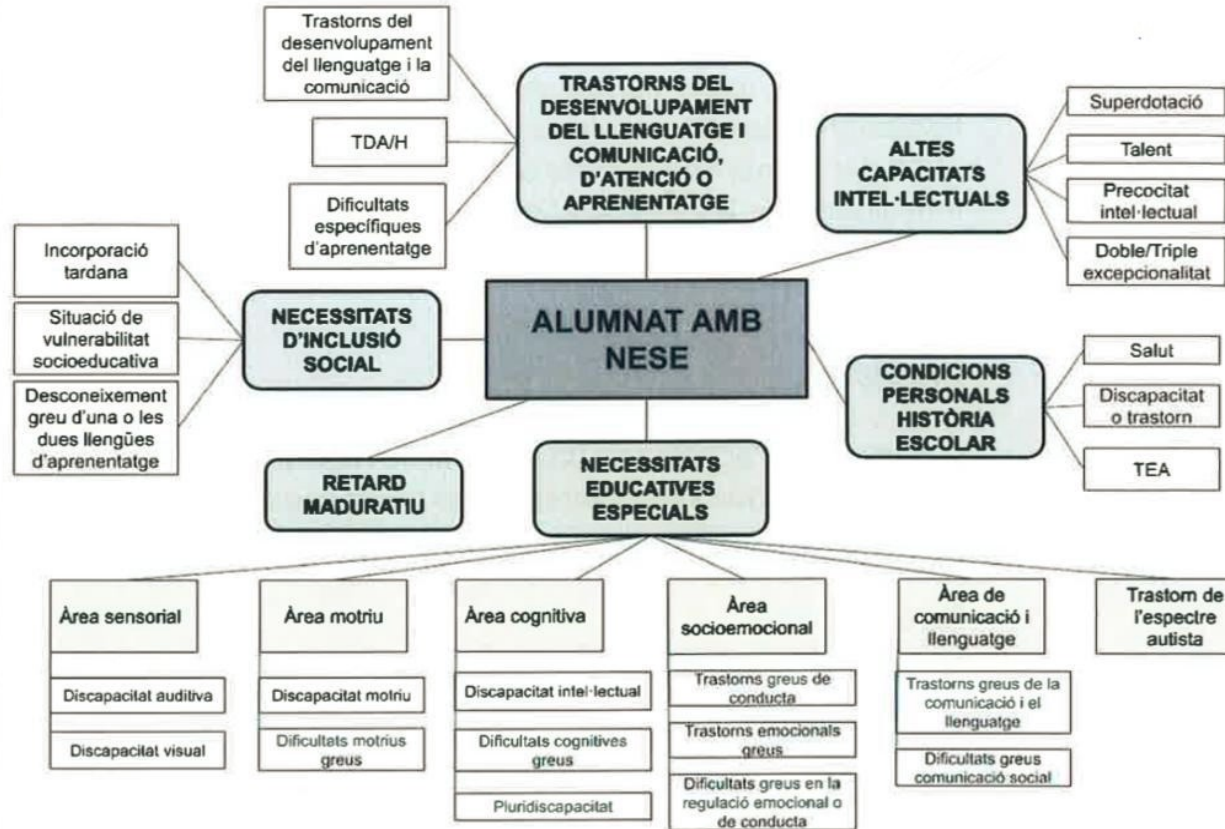 Trastorns del
desenvolupament
del llenguatge i la
comunicació
TDA/H
Dificultats
específiques
d'aprenentatge
TRASTORNS DEL
DESENVOLUPAMENT
DEL LLENGUATGE I
COMUNICACIÓ,
D'ATENCIÓ O
APRENENTATGE
ALTES
CAPACITATS
INTEL·LECTUALS
Superdotació
Talent
Precocitat
intel·lectual
Doble/Triple
excepcionalitat
Incorporació
tardana
Situació de
vulnerabilitat
socioeducativa
Desconeixement
greu d'una o les
dues llengües
d'aprenentatge
NECESSITATS
D'INCLUSIÓ
SOCIAL
ALUMNAT AMB
NESE
CONDICIONS
PERSONALS
HISTÒRIA
ESCOLAR
Salut
Discapacitat
o trastorn
TEA
RETARD
MADURATIU
NECESSITATS
EDUCATIVES
ESPECIALS
Àrea sensorial
Discapacitat auditiva
Discapacitat visual
Àrea motriu
Discapacitat motriu
Dificultats motrius
greus
Àrea cognitiva
Discapacitat intel·lectual
Dificultats cognitives
greus
Pluridiscapacitat
Àrea
socioemocional
Trastorns greus de
conducta
Trastorns emocionals
greus
Dificultats greus en la
regulació emocional o
de conducta
Àrea de
comunicació i
llenguatge
Trastorns greus de la
comunicació i el
llenguatge
Dificultats greus
comunicació social
Trastorn de
l'espectre
autista